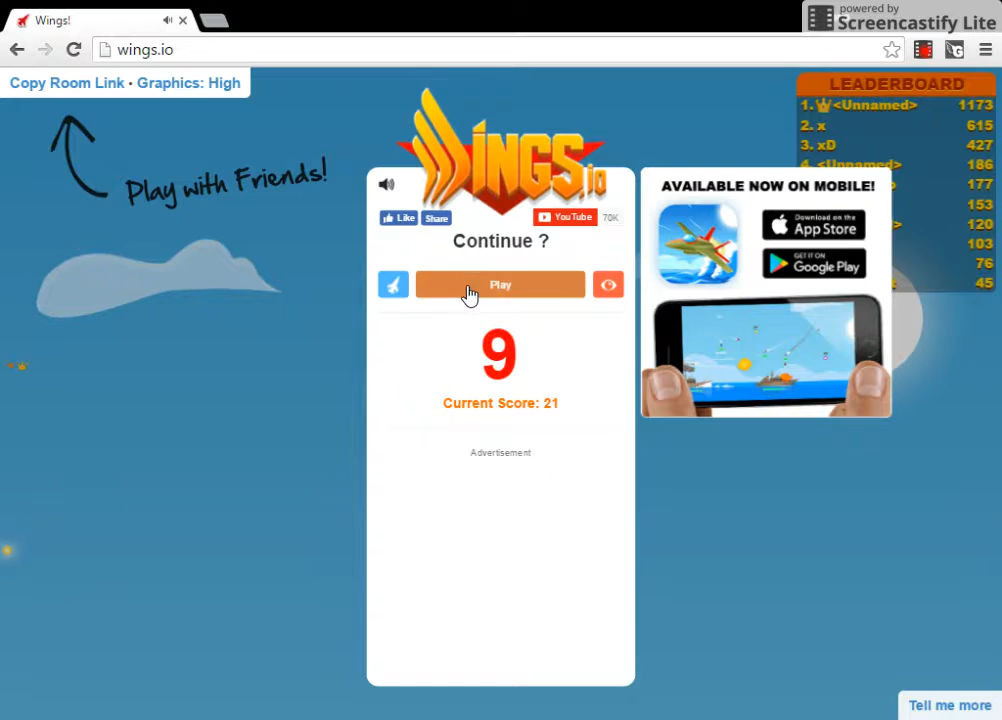 powered by
Screencastify Lite
Wings!
wings.io
Copy Room Link • Graphics: High
Play with Friends!
WINGS.io
Like
Share
YouTube
70K
Continue ?
Play
9
Current Score: 21
Advertisement
AVAILABLE NOW ON MOBILE!
Download on the
App Store
GET IT ON
Google Play
LEADERBOARD
1. <Unnamed> 1173
2. x 615
3. xD 427
4. <Unnamed> 186
177
153
120
103
76
45
Tell me more